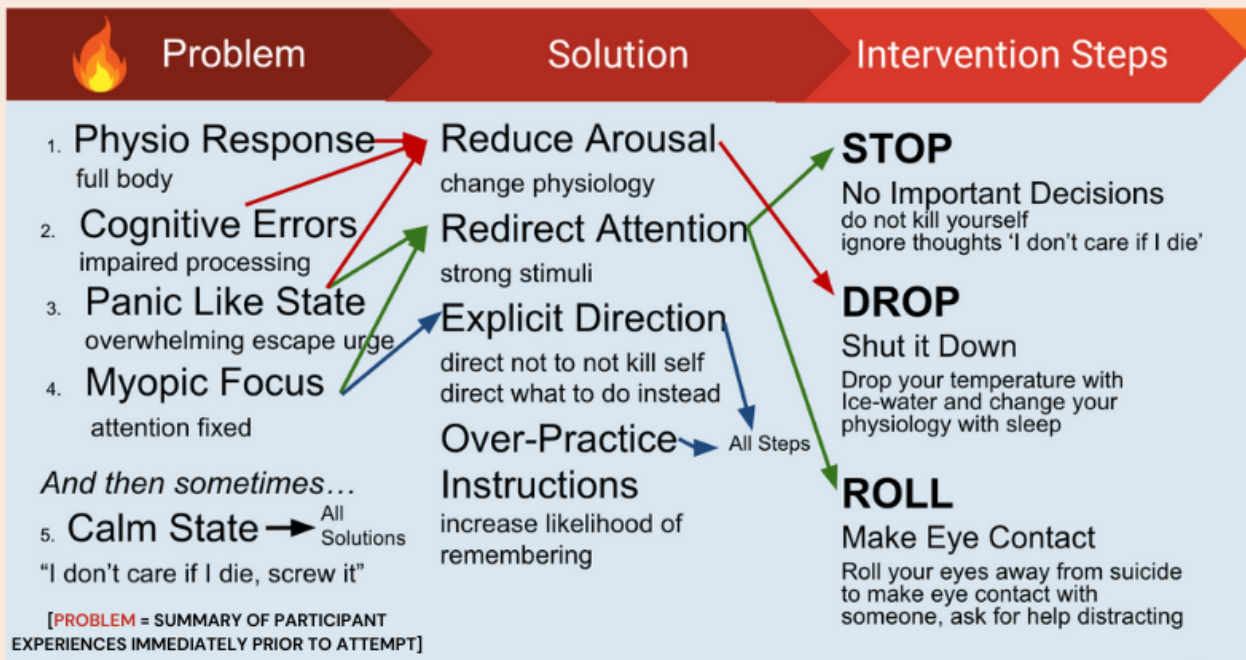 Problem
Solution
Intervention Steps
1. Physio Response
full body
2. Cognitive Errors
impaired processing
3. Panic Like State
overwhelming escape urge
4. Myopic Focus
attention fixed
And then sometimes…
5. Calm State
All
Solutions
“I don’t care if I die, screw it”
[PROBLEM = SUMMARY OF PARTICIPANT
EXPERIENCES IMMEDIATELY PRIOR TO ATTEMPT]
Reduce Arousal
change physiology
Redirect Attention
strong stimuli
Explicit Direction
direct not to not kill self
direct what to do instead
Over-Practice
All Steps
Instructions
increase likelihood of
remembering
STOP
No Important Decisions
do not kill yourself
ignore thoughts ‘I don’t care if I die’
DROP
Shut it Down
Drop your temperature with
Ice-water and change your
physiology with sleep
ROLL
Make Eye Contact
Roll your eyes away from suicide
to make eye contact with
someone, ask for help distracting